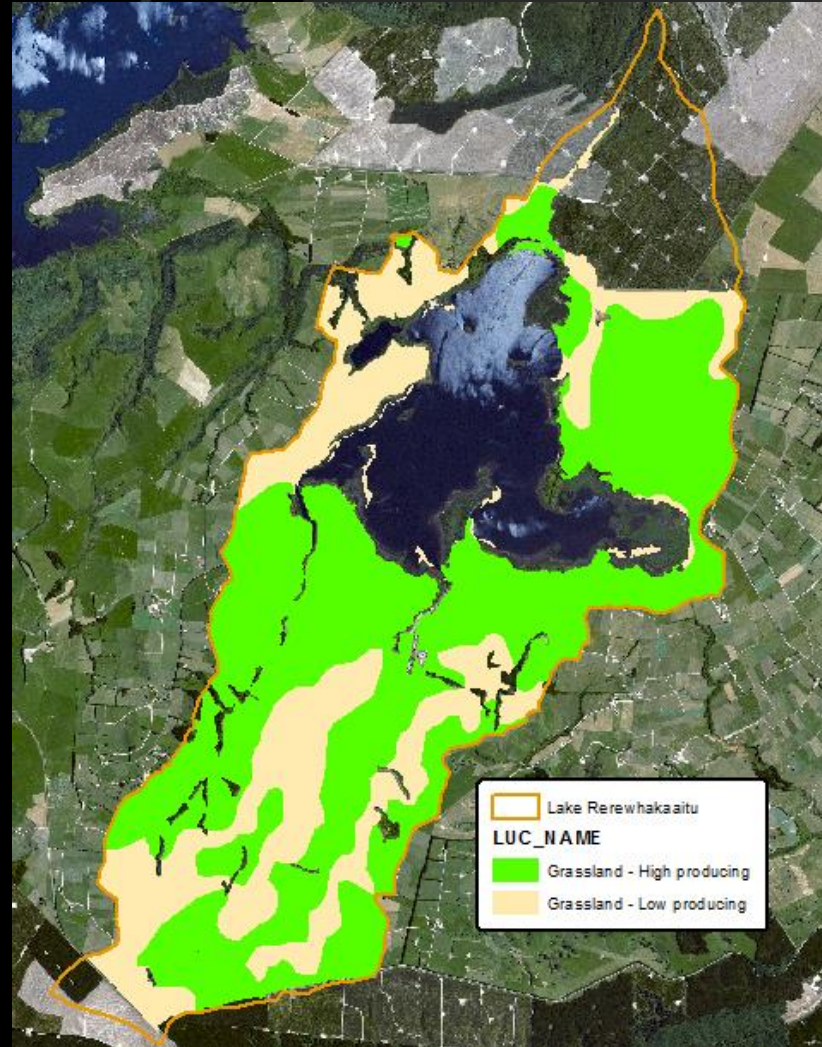 Lake Rerewhakaaitu
LUC_NAME
Grassland - High producing
Grassland - Low producing